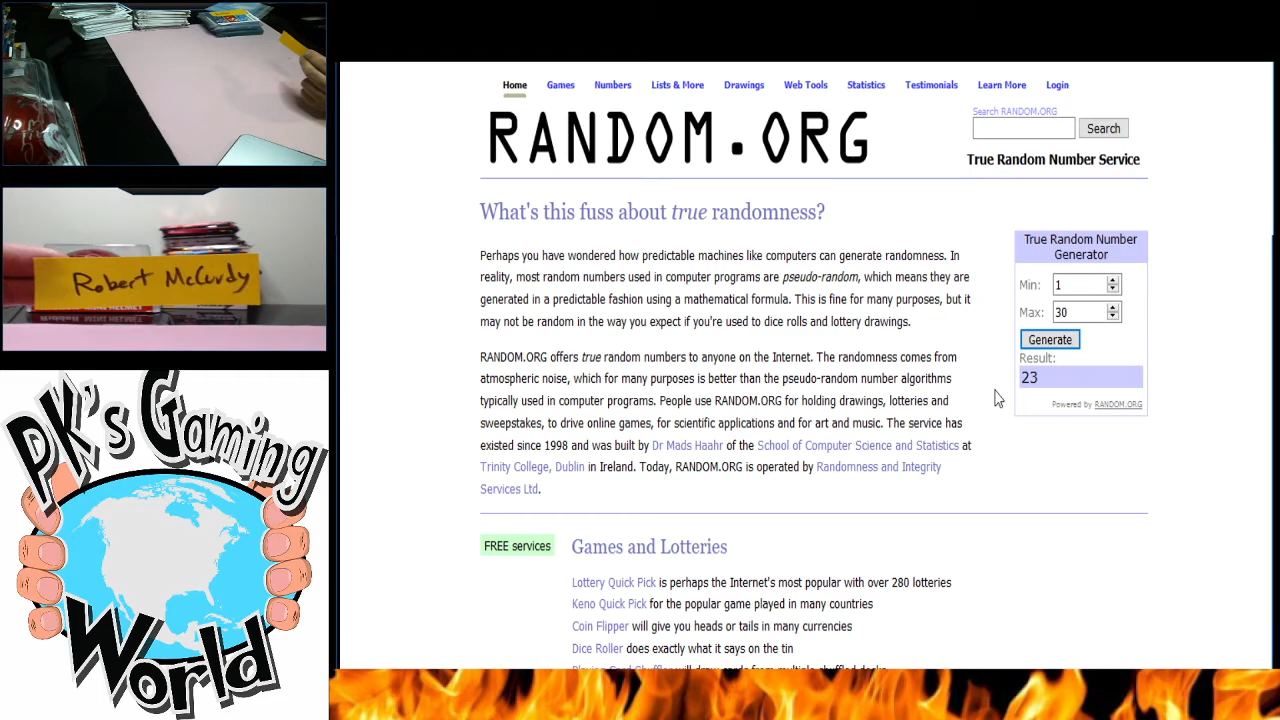 Robert McCurdy
PK's Gaming
World
Home Games Numbers Lists & More Drawings Web Tools Statistics Testimonials Learn More Login
RANDOM.ORG
Search RANDOM.ORG
Search
True Random Number Service
What's this fuss about true randomness?
Perhaps you have wondered how predictable machines like computers can generate randomness. In
reality, most random numbers used in computer programs are pseudo-random, which means they are
generated in a predictable fashion using a mathematical formula. This is fine for many purposes, but it
may not be random in the way you expect if you're used to dice rolls and lottery drawings.
RANDOM.ORG offers true random numbers to anyone on the Internet. The randomness comes from
atmospheric noise, which for many purposes is better than the pseudo-random number algorithms
typically used in computer programs. People use RANDOM.ORG for holding drawings, lotteries and
sweepstakes, to drive online games, for scientific applications and for art and music. The service has
existed since 1998 and was built by Dr Mads Haahr of the School of Computer Science and Statistics at
Trinity College, Dublin in Ireland. Today, RANDOM.ORG is operated by Randomness and Integrity
Services Ltd.
True Random Number
Generator
Min: 1
Max: 30
Generate
Result:
23
Powered by RANDOM.ORG
FREE services
Games and Lotteries
Lottery Quick Pick is perhaps the Internet's most popular with over 280 lotteries
Keno Quick Pick for the popular game played in many countries
Coin Flipper will give you heads or tails in many currencies
Dice Roller does exactly what it says on the tin